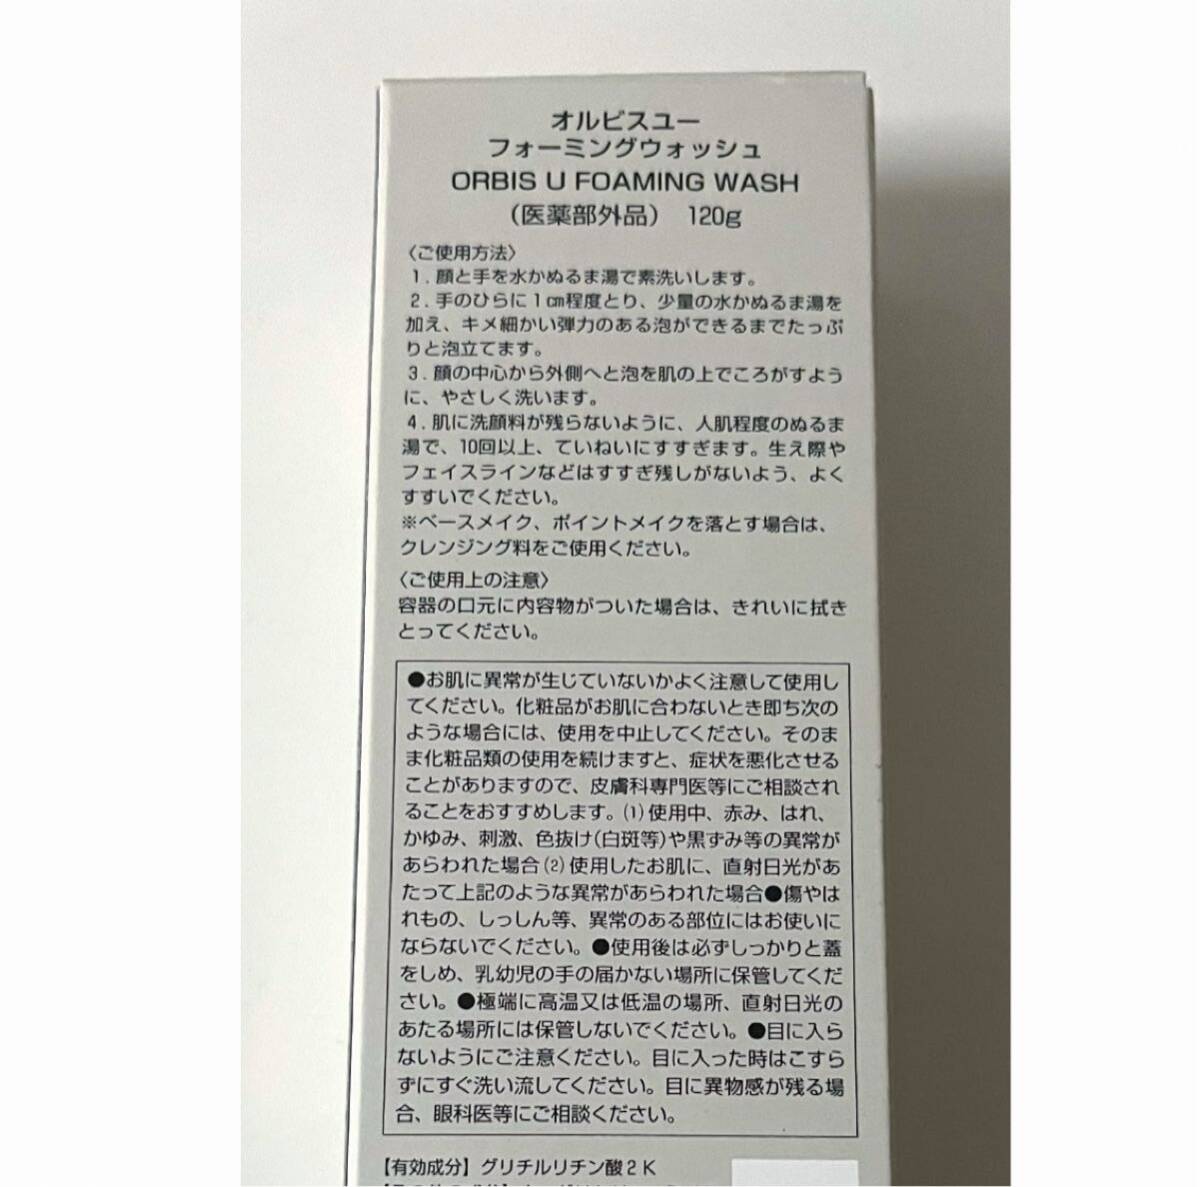 オルビスユー
フォーミングウォッシュ
ORBIS U FOAMING WASH
（医薬部外品） 120g
〈ご使用方法〉
1．顔と手を水かぬるま湯で素洗いします。
2．手のひらに1㎝程度とり、少量の水かぬるま湯を
加え、キメ細かい弾力のある泡ができるまでたっぷ
りと泡立てます。
3．顔の中心から外側へと泡を肌の上でころがすよう
に、やさしく洗います。
4．肌に洗顔料が残らないように、人肌程度のぬるま
湯で、10回以上、ていねいにすすぎます。生え際や
フェイスラインなどはすすぎ残しがないよう、よく
すすいでください。
※ベースメイク、ポイントメイクを落とす場合は、
クレンジング料をご使用ください。
〈ご使用上の注意〉
容器の口元に内容物がついた場合は、きれいに拭き
とってください。
●お肌に異常が生じていないかよく注意して使用し
てください。化粧品がお肌に合わないとき即ち次の
ような場合には、使用を中止してください。そのま
ま化粧品類の使用を続けますと、症状を悪化させる
ことがありますので、皮膚科専門医等にご相談され
ることをおすすめします。(1)使用中、赤み、はれ、
かゆみ、刺激、色抜け(白斑等)や黒ずみ等の異常が
あらわれた場合(2)使用したお肌に、直射日光があ
たって上記のような異常があらわれた場合●傷やは
れもの、しっしん等、異常のある部位にはお使いに
ならないでください。●使用後は必ずしっかりと蓋
をしめ、乳幼児の手の届かない場所に保管してくだ
さい。●極端に高温又は低温の場所、直射日光の
あたる場所には保管しないでください。●目に入ら
ないようにご注意ください。目に入った時はこすら
ずにすぐ洗い流してください。目に異物感が残る場
合、眼科医等にご相談ください。
【有効成分】グリチルリチン酸2K